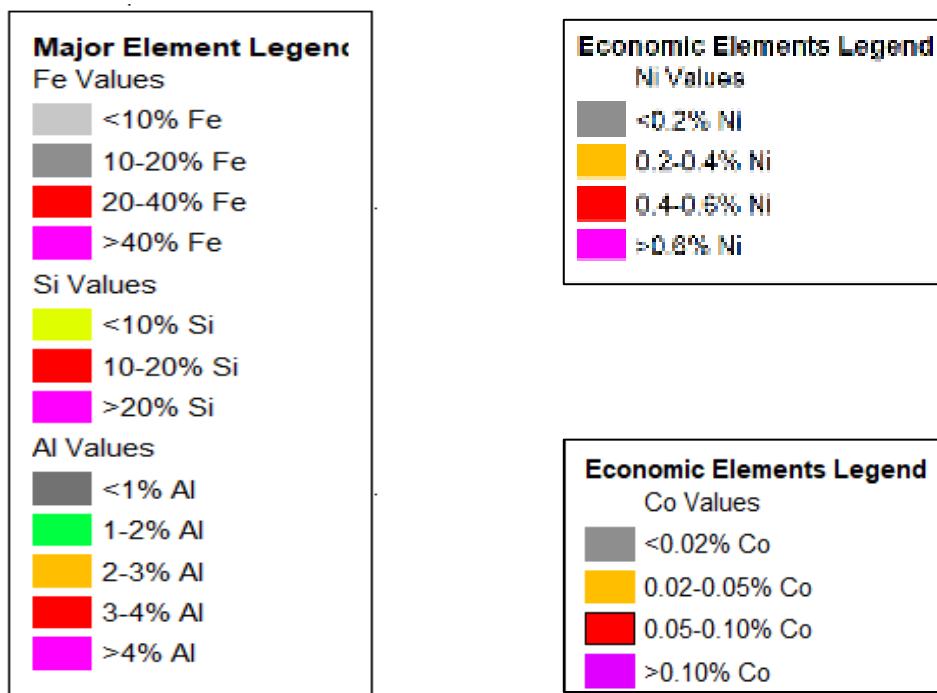 Major Element Legend
Fe Values
<10% Fe
10-20% Fe
20-40% Fe
>40% Fe
Si Values
<10% Si
10-20% Si
>20% Si
Al Values
<1% Al
1-2% Al
2-3% Al
3-4% Al
>4% Al
Economic Elements Legend
Ni Values
<0.2% Ni
0.2-0.4% Ni
0.4-0.6% Ni
>0.6% Ni
Economic Elements Legend
Co Values
<0.02% Co
0.02-0.05% Co
0.05-0.10% Co
>0.10% Co